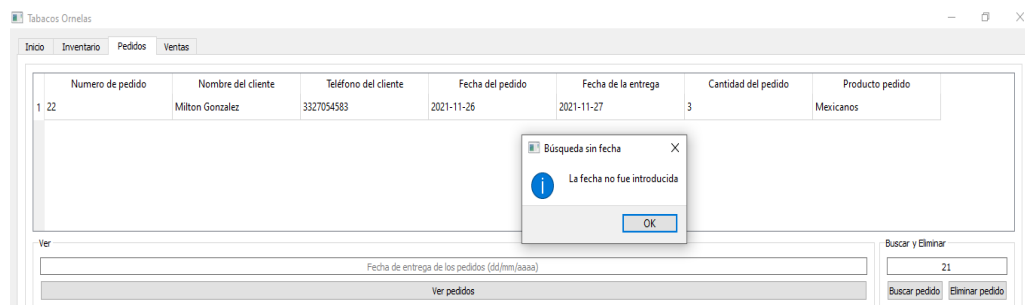 Tabacos Ornelas
Inicio Inventario Pedidos Ventas
Numero de pedido Nombre del cliente Teléfono del cliente Fecha del pedido Fecha de la entrega Cantidad del pedido Producto pedido
1 22 Milton Gonzalez 3327054583 2021-11-26 2021-11-27 3 Mexicanos
Búsqueda sin fecha
La fecha no fue introducida
OK
Ver
Fecha de entrega de los pedidos (dd/mm/aaaa)
Ver pedidos
Buscar y Eliminar
21
Buscar pedido Eliminar pedido